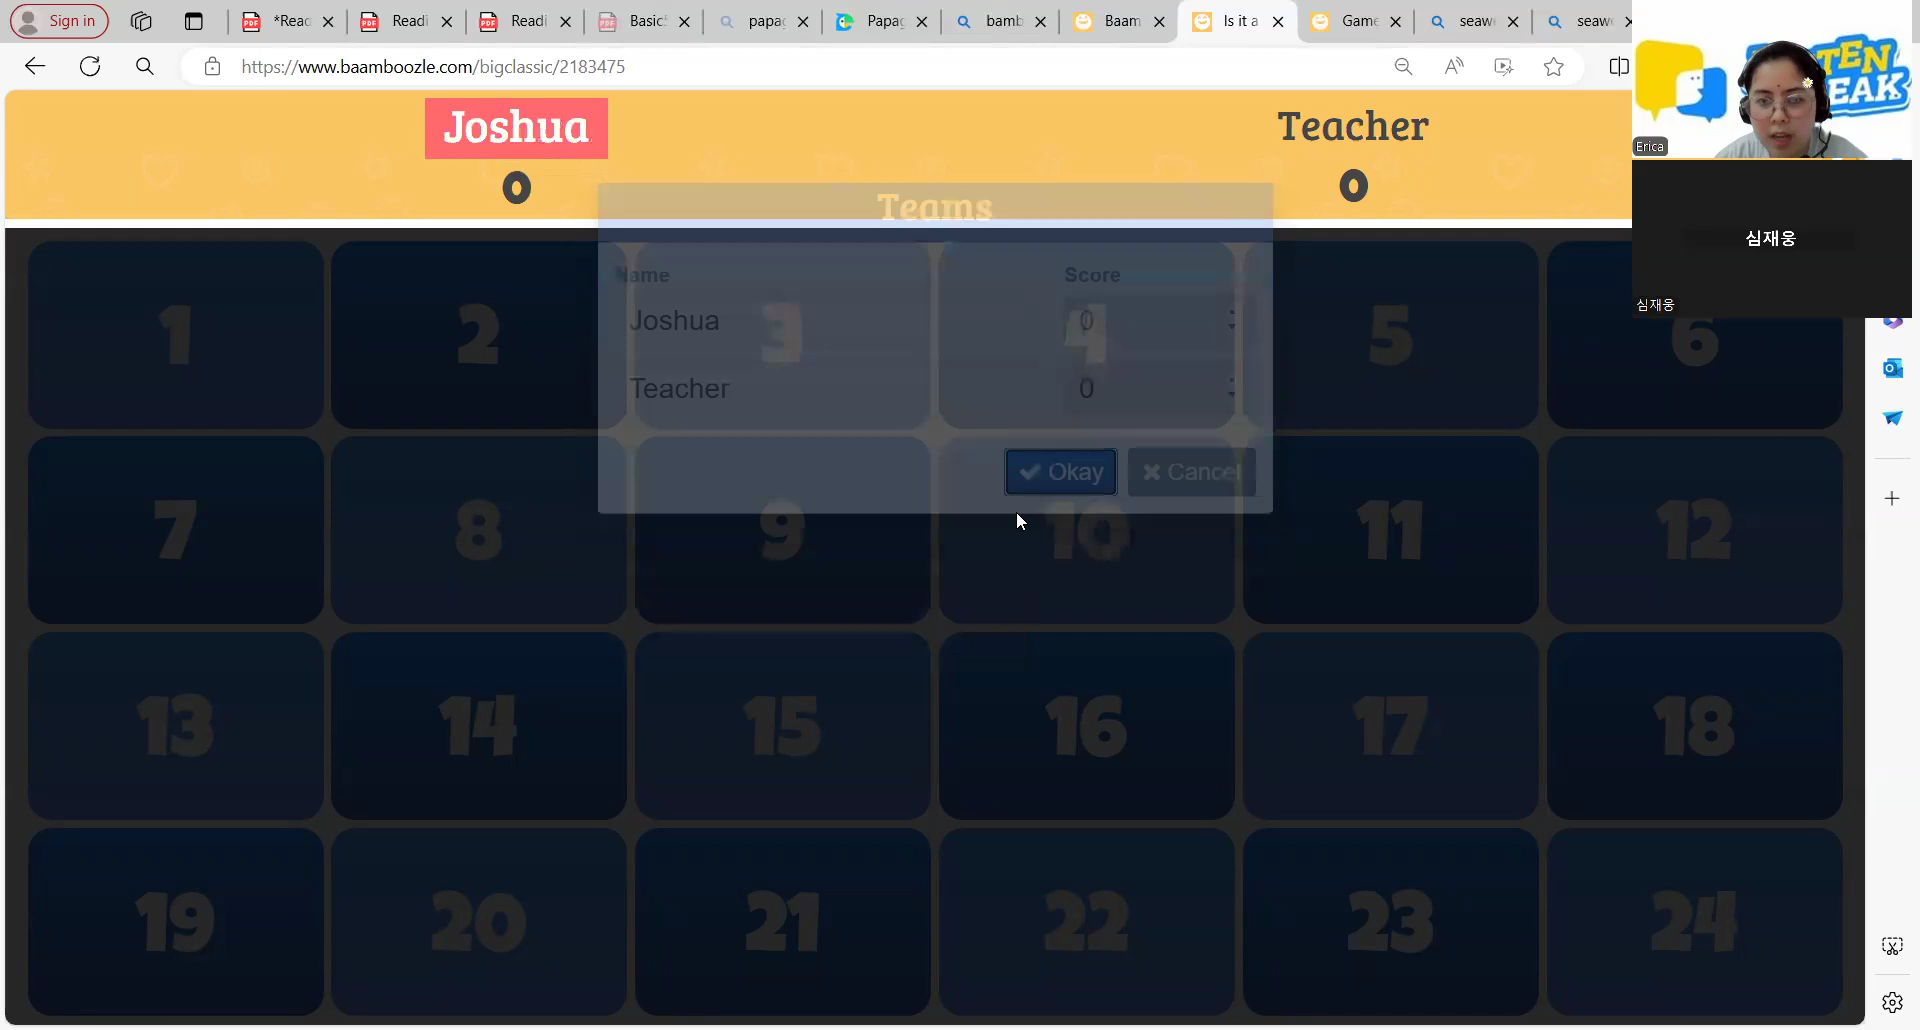 Sign in
*Read
Readi
Readi
Basic
papag
Papag
bamb
Baam
Is it a
Game
seaw
seaw
https://www.baamboozle.com/bigclassic/2183475
Joshua
0
Teacher
0
TEN
EAK
Erica
심재웅
심재웅
Teams
Name
Score
Joshua
0
Teacher
0
Okay
Cancel
1 2 3 4 5 6
7 8 9 10 11 12
13 14 15 16 17 18
19 20 21 22 23 24